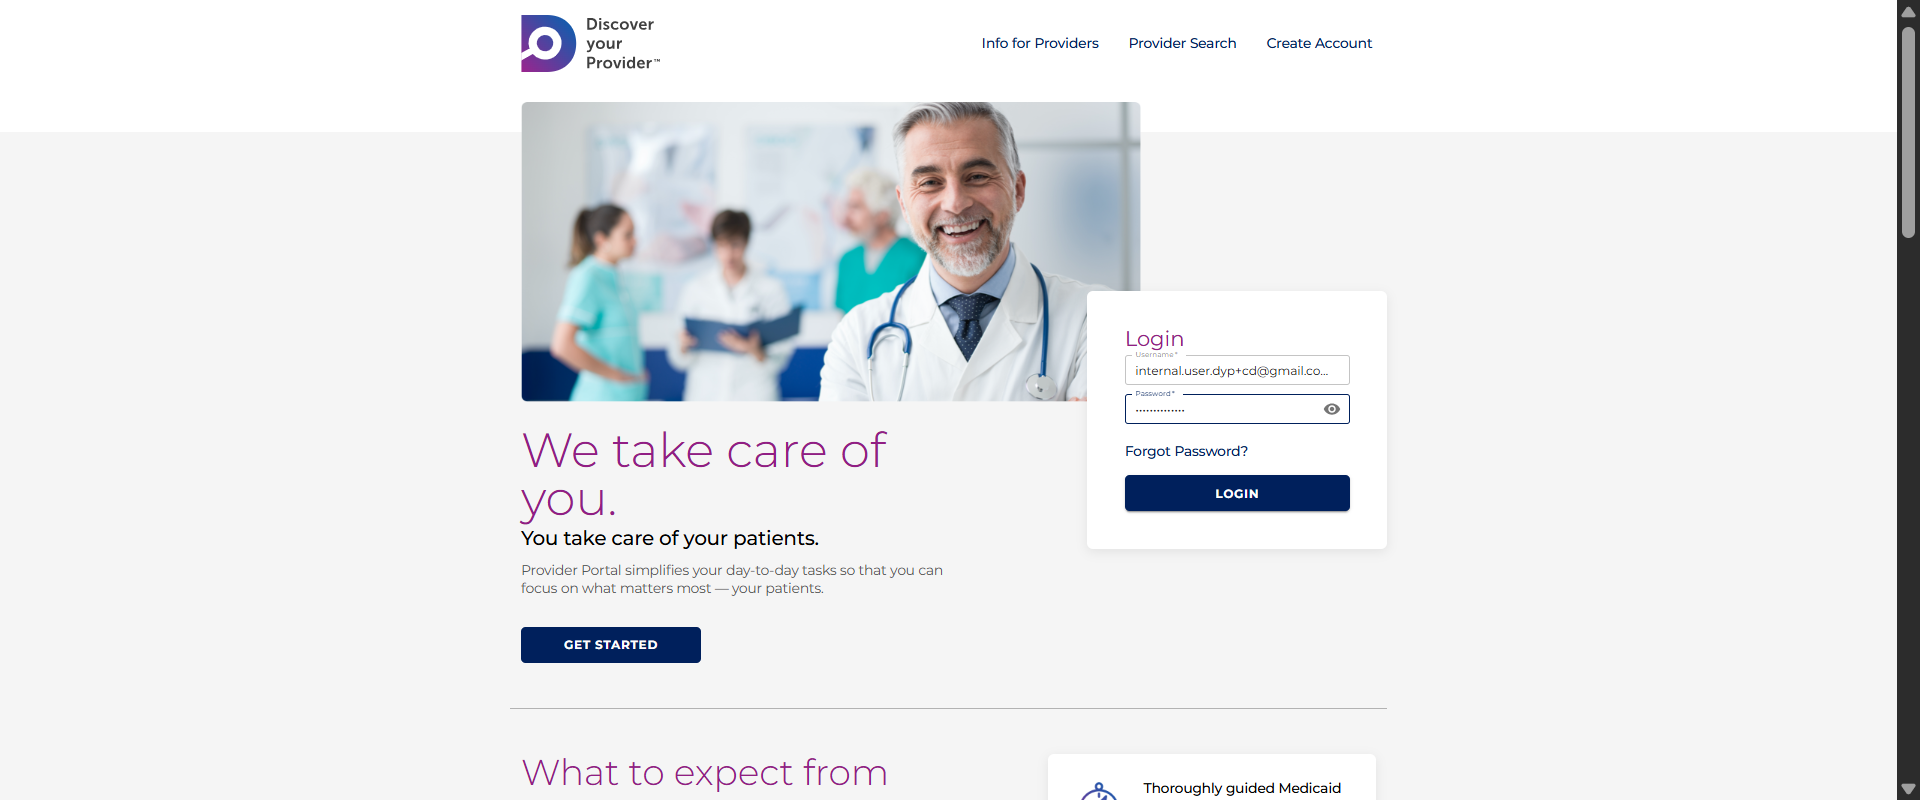 Discover
your
Provider™
Info for Providers
Provider Search
Create Account
Login
Username *
internal.user.dyp+cd@gmail.co...
Password *
Forgot Password?
LOGIN
We take care of
you.
You take care of your patients.
Provider Portal simplifies your day-to-day tasks so that you can
focus on what matters most — your patients.
GET STARTED
What to expect from
Thoroughly guided Medicaid